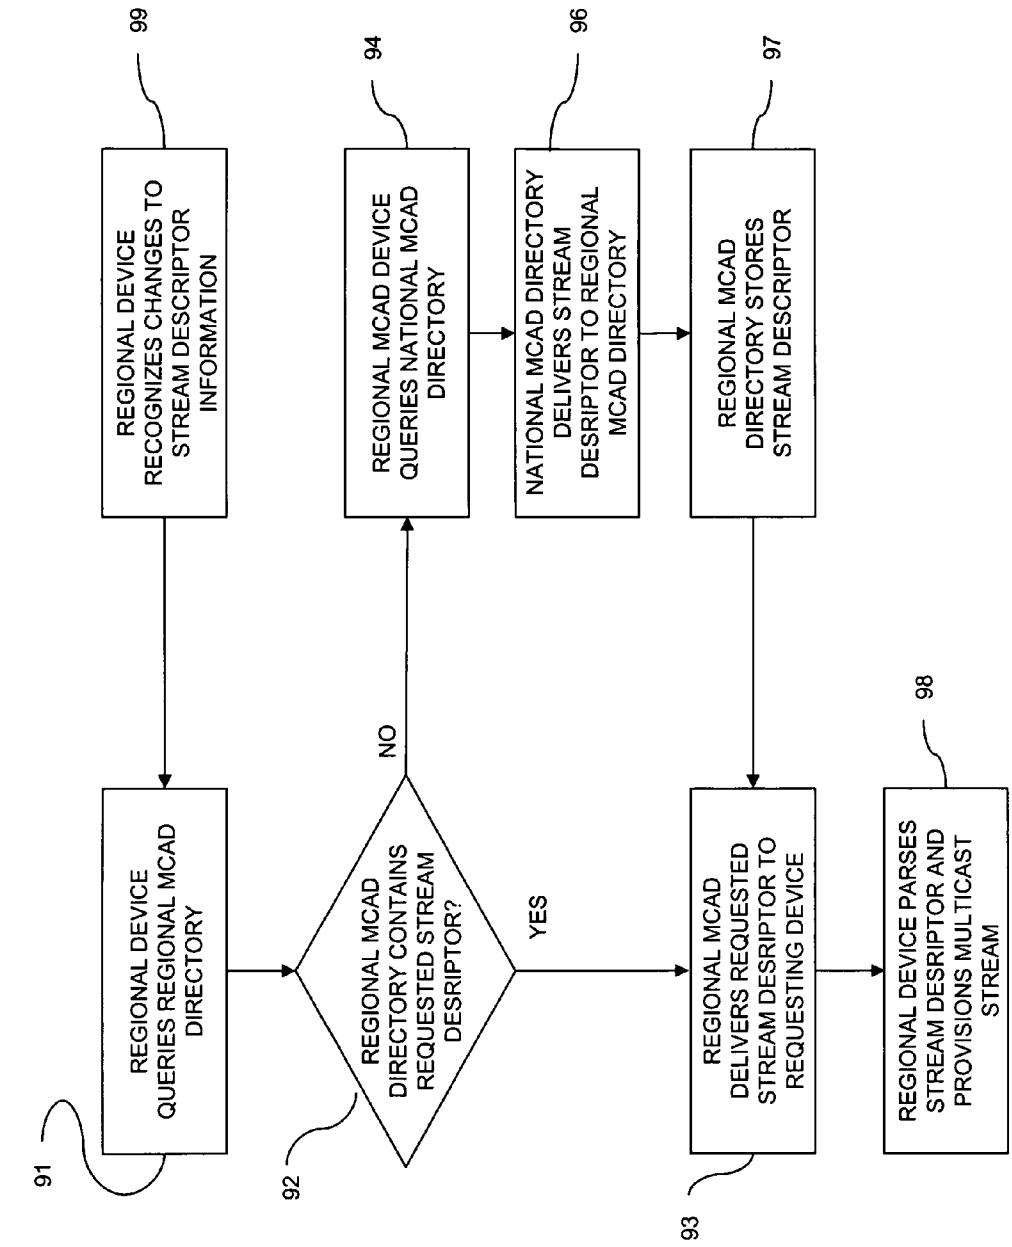 99
REGIONAL DEVICE
RECOGNIZES CHANGES TO
STREAM DESCRIPTOR
INFORMATION
91
REGIONAL DEVICE
QUERIES REGIONAL MCAD
DIRECTORY
92
REGIONAL MCAD
DIRECTORY CONTAINS
REQUESTED STREAM
DESRIPTOR?
NO
YES
94
REGIONAL MCAD DEVICE
QUERIES NATIONAL MCAD
DIRECTORY
96
NATIONAL MCAD DIRECTORY
DELIVERS STREAM
DESRIPTOR TO REGIONAL
MCAD DIRECTORY
97
REGIONAL MCAD
DIRECTORY STORES
STREAM DESCRIPTOR
93
REGIONAL MCAD
DELIVERS REQUESTED
STREAM DESRIPTOR TO
REQUESTING DEVICE
98
REGIONAL DEVICE PARSES
STREAM DESRIPTOR AND
PROVISIONS MULTICAST
STREAM